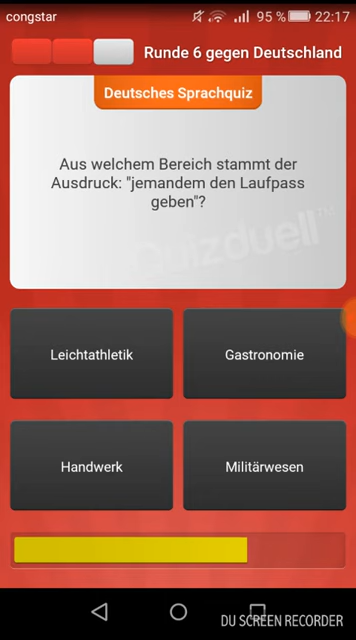 congstar 95 % 22:17
Runde 6 gegen Deutschland
Deutsches Sprachquiz
Aus welchem Bereich stammt der
Ausdruck: "jemandem den Laufpass
geben"?
Quizduell™
Leichtathletik
Gastronomie
Handwerk
Militärwesen
DU SCREEN RECORDER